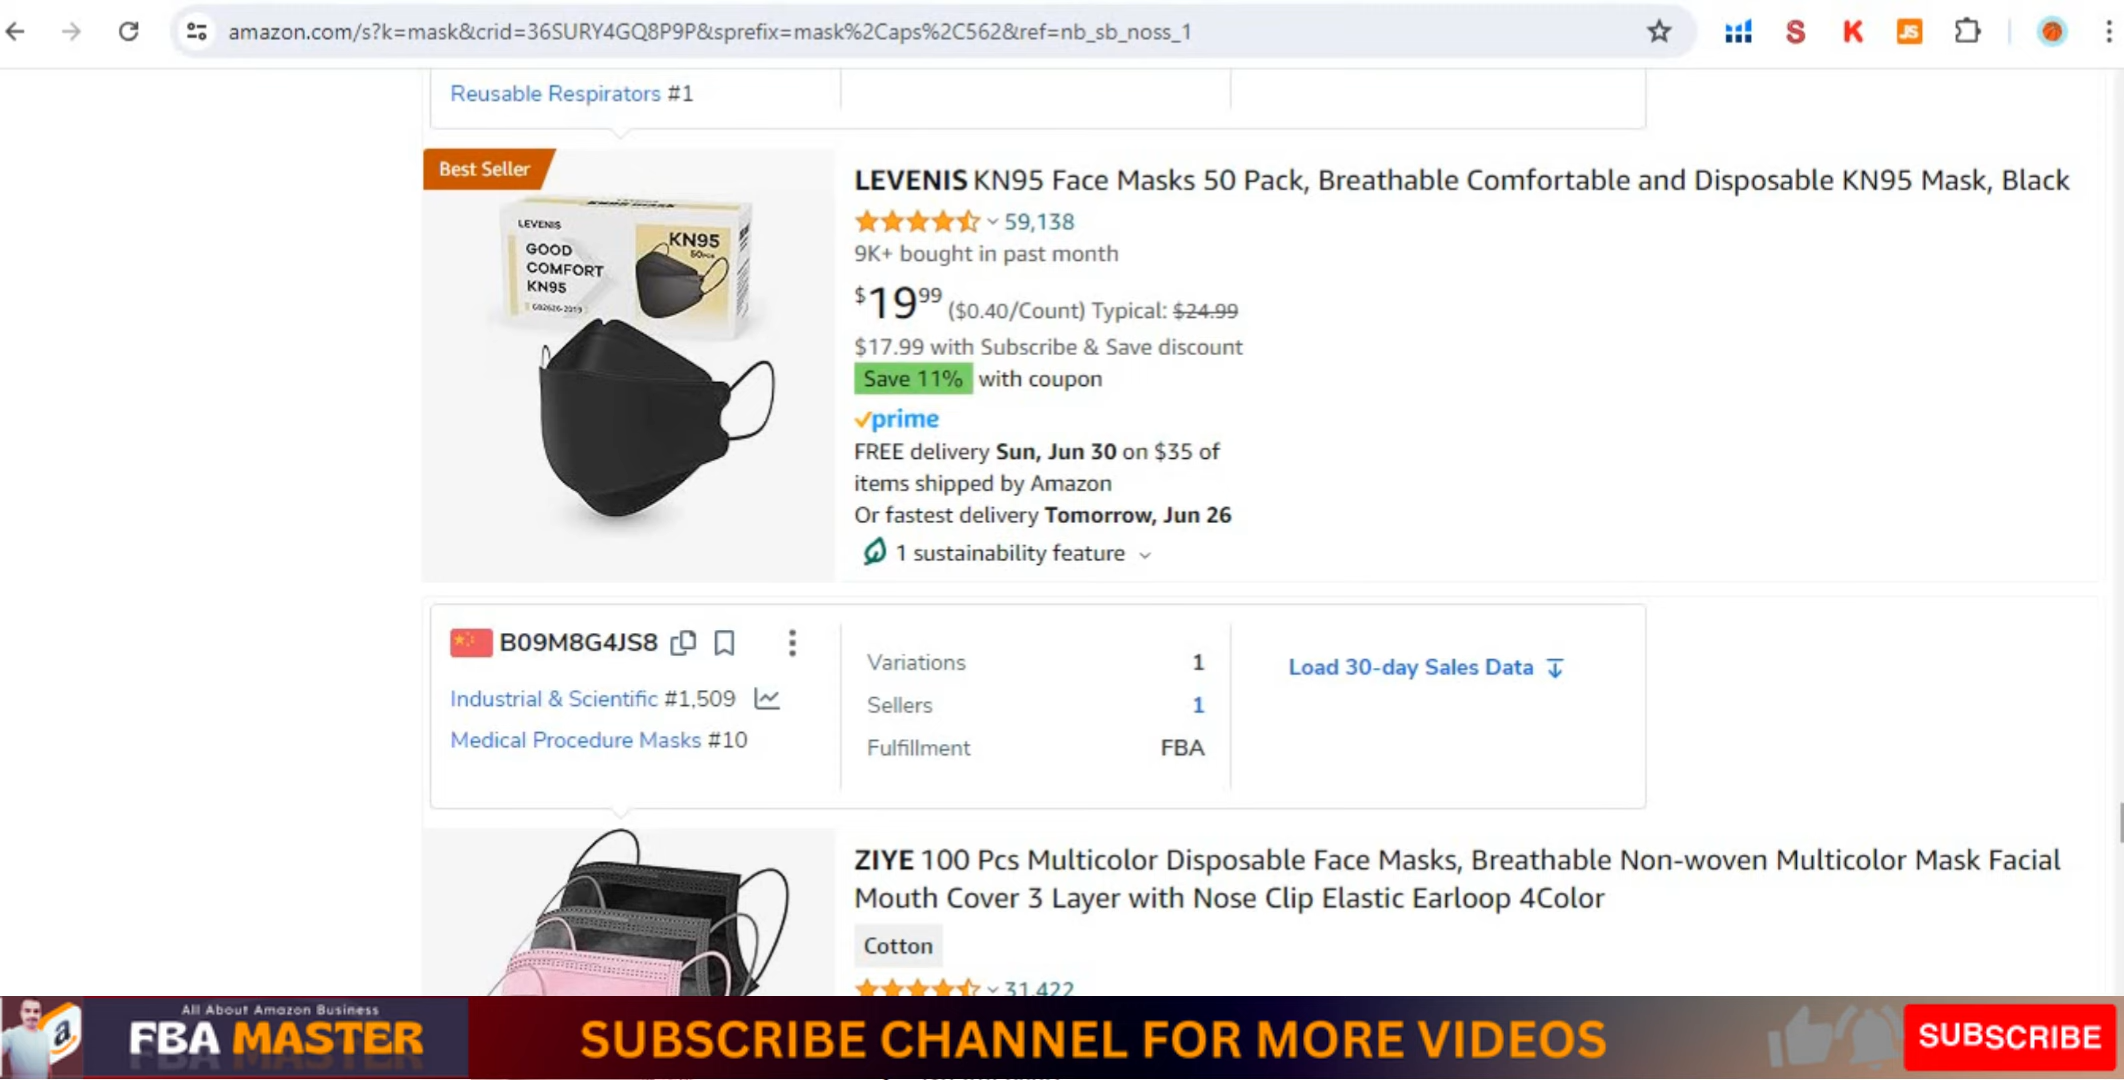 amazon.com/s?k=mask&crid=36SURY4GQ8P9P&sprefix=mask%2Caps%2C562&ref=nb_sb_noss_1
S
K
JS
Reusable Respirators #1
Best Seller
LEVENIS
GOOD
COMFORT
KN95
GB2626-2019
KN95 MASK
KN95
50pcs
LEVENIS KN95 Face Masks 50 Pack, Breathable Comfortable and Disposable KN95 Mask, Black
59,138
9K+ bought in past month
$19.99 ($0.40/Count) Typical: $24.99
$17.99 with Subscribe & Save discount
Save 11% with coupon
prime
FREE delivery Sun, Jun 30 on $35 of
items shipped by Amazon
Or fastest delivery Tomorrow, Jun 26
1 sustainability feature
B09M8G4JS8
Industrial & Scientific #1,509
Medical Procedure Masks #10
Variations 1
Sellers 1
Fulfillment FBA
Load 30-day Sales Data
ZIYE 100 Pcs Multicolor Disposable Face Masks, Breathable Non-woven Multicolor Mask Facial
Mouth Cover 3 Layer with Nose Clip Elastic Earloop 4Color
Cotton
31,422
a
All About Amazon Business
FBA MASTER
SUBSCRIBE CHANNEL FOR MORE VIDEOS
SUBSCRIBE